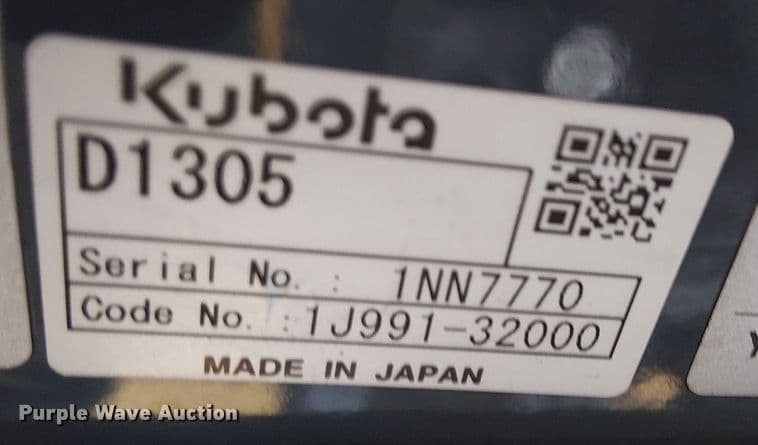 Kubota
D1305
Serial No. : 1NN7770
Code No. : 1J991-32000
MADE IN JAPAN
Purple Wave Auction